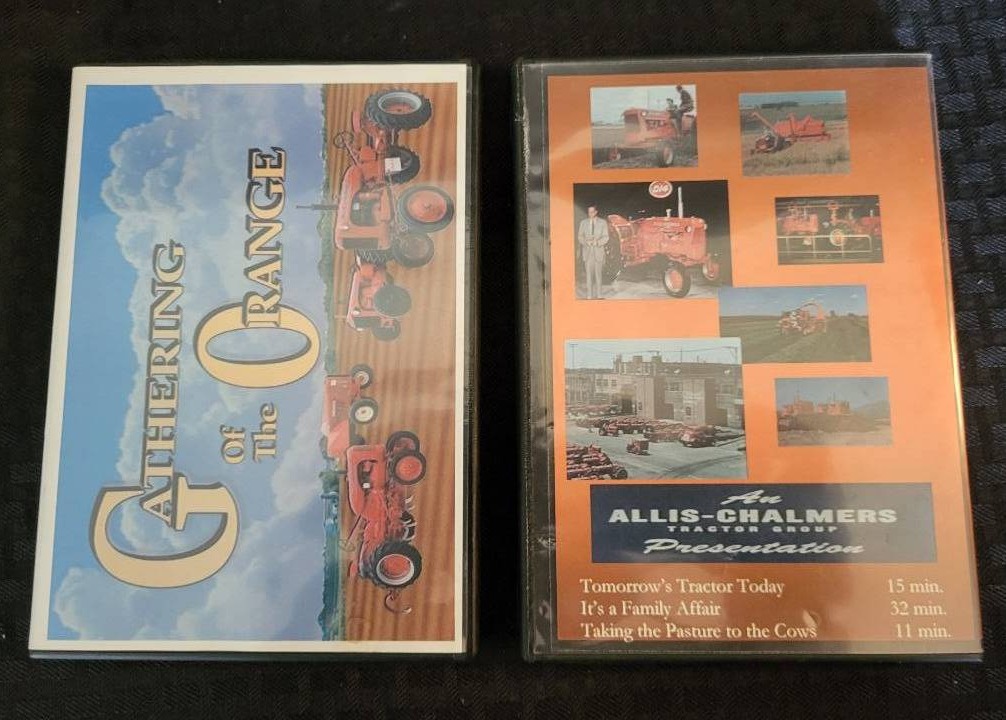 GATHERING
Of
The ORANGE
D14
An
ALLIS-CHALMERS
TRACTOR GROUP
Presentation
Tomorrow's Tractor Today 15 min.
It's a Family Affair 32 min.
Taking the Pasture to the Cows 11 min.